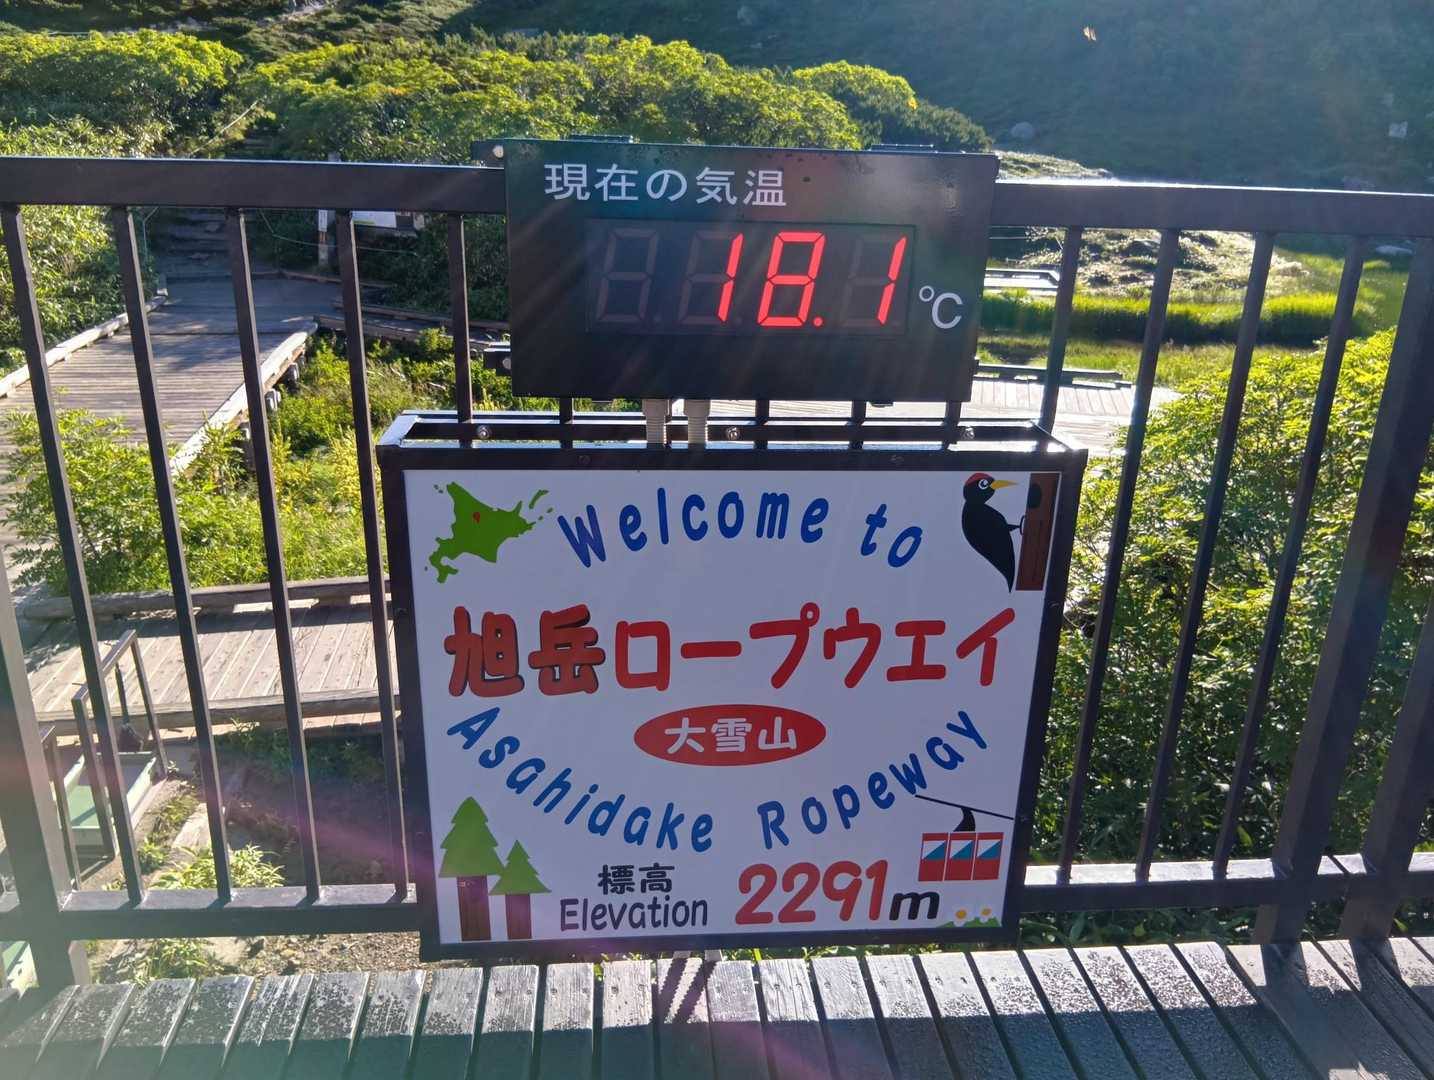 現在の気温
18.1 ℃
Welcome to
旭岳ロープウエイ
大雪山
Asahidake Ropeway
標高
Elevation 2291m